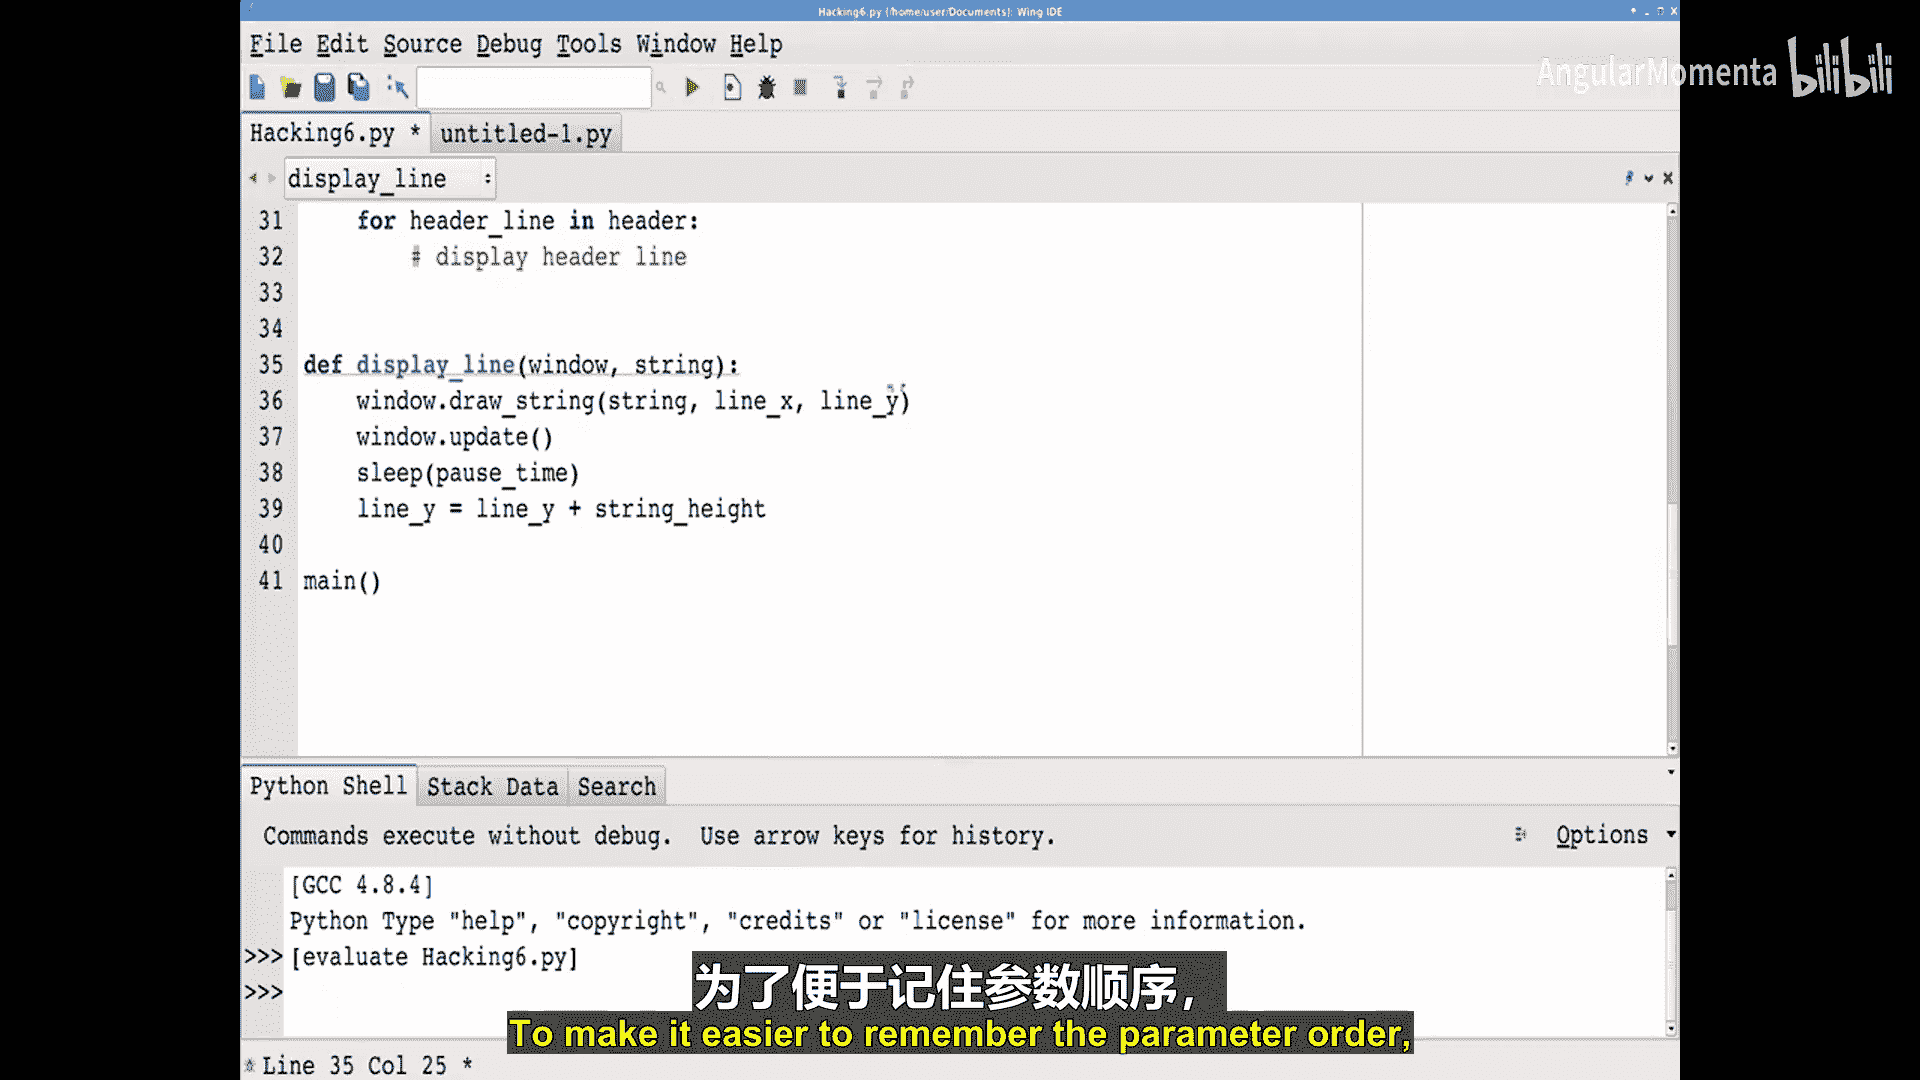 Hacking6.py (/home/user/Documents): Wing IDE
File Edit Source Debug Tools Window Help
AngularMomenta bilibili
Hacking6.py * untitled-1.py
display_line
31 for header_line in header:
32 # display header line
33
34
35 def display_line(window, string):
36 window.draw_string(string, line_x, line_y)
37 window.update()
38 sleep(pause_time)
39 line_y = line_y + string_height
40
41 main()
Python Shell Stack Data Search
Commands execute without debug. Use arrow keys for history.
Options
[GCC 4.8.4]
Python Type "help", "copyright", "credits" or "license" for more information.
>>> [evaluate Hacking6.py]
>>>
为了便于记住参数顺序，
To make it easier to remember the parameter order,
Line 35 Col 25 *